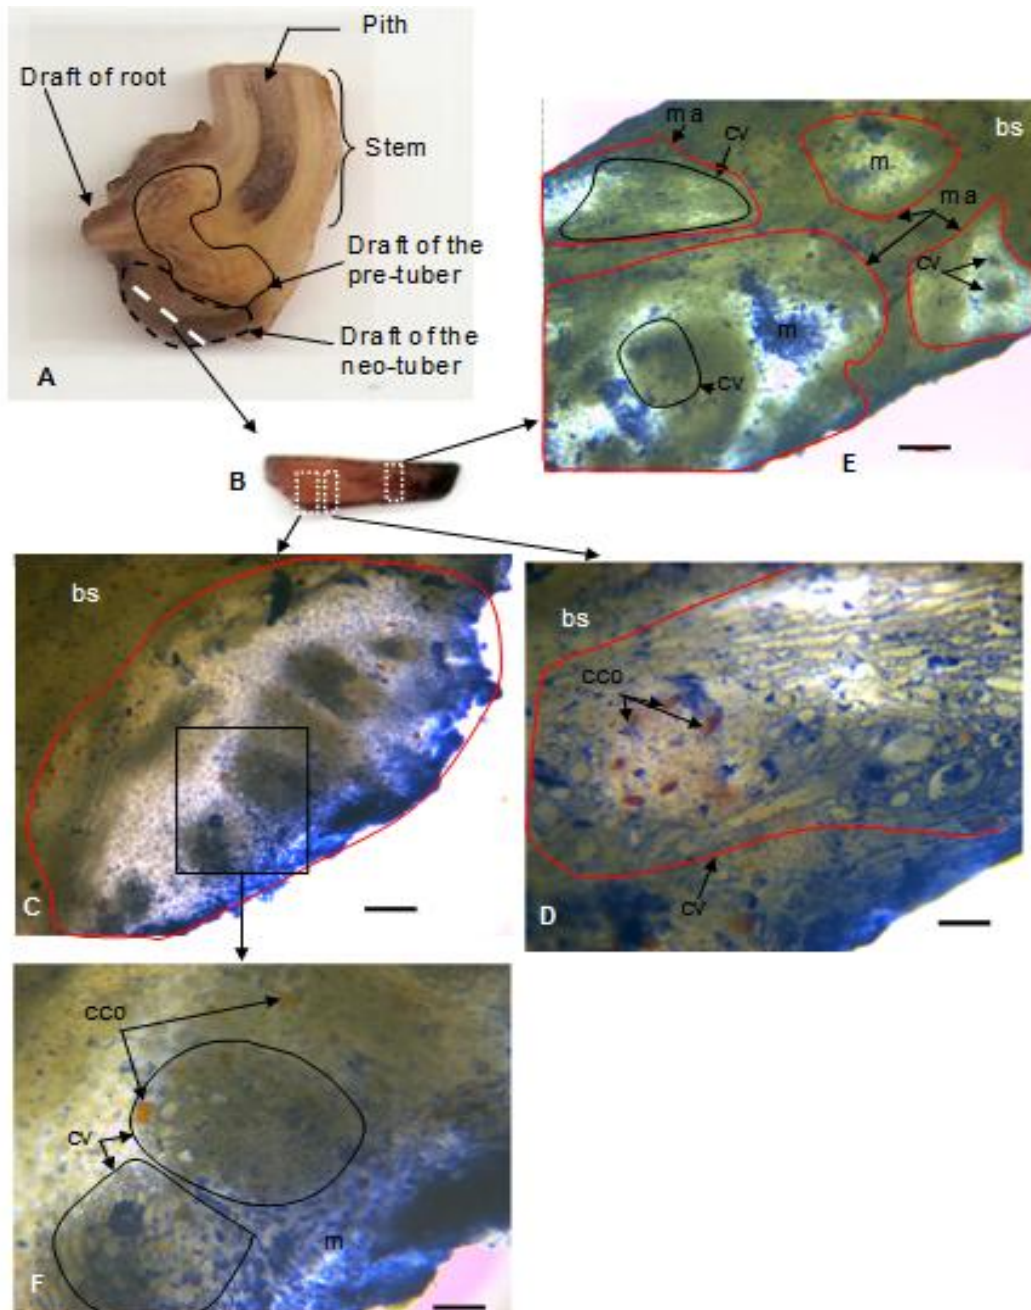 Pith
Draft of root
Stem
Draft of the
pre-tuber
Draft of the
neo-tuber
A
B
ma
cv
bs
m
ma
cv
m
cv
E
bs
C
bs
cco
cv
D
cco
cv
m
F